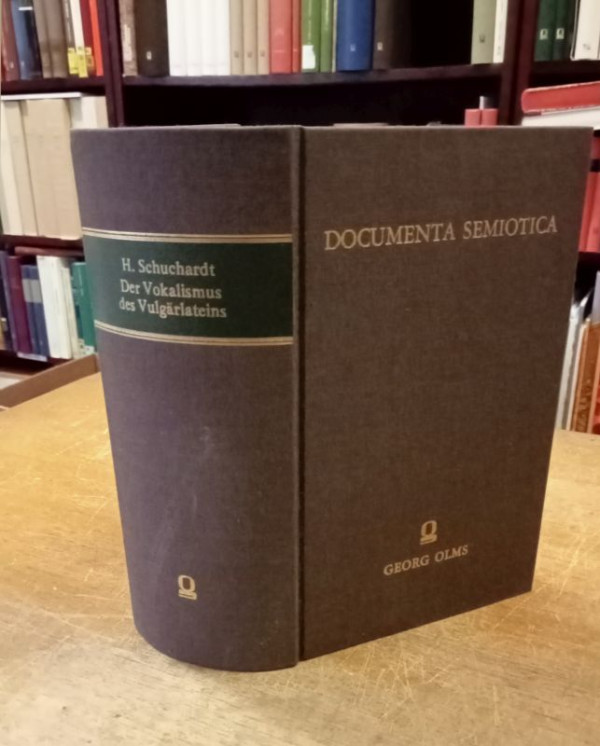 H. Schuchardt
Der Vokalismus
des Vulgärlateins
DOCUMENTA SEMIOTICA
GEORG OLMS